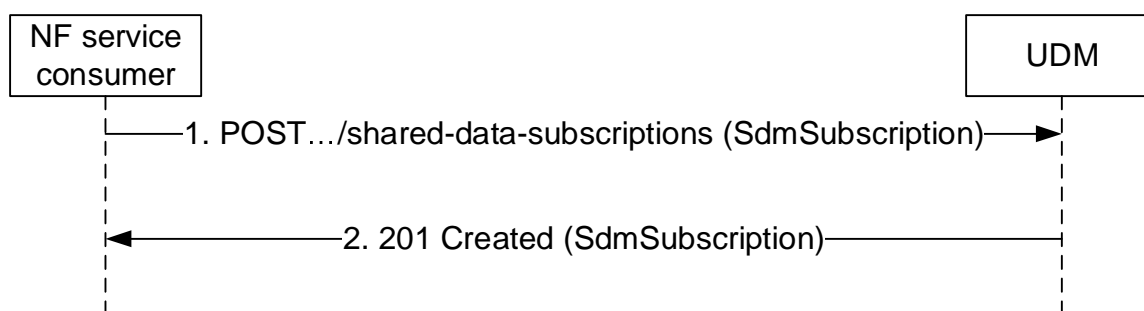 NF service
consumer
UDM
1. POST…/shared-data-subscriptions (SdmSubscription)
2. 201 Created (SdmSubscription)